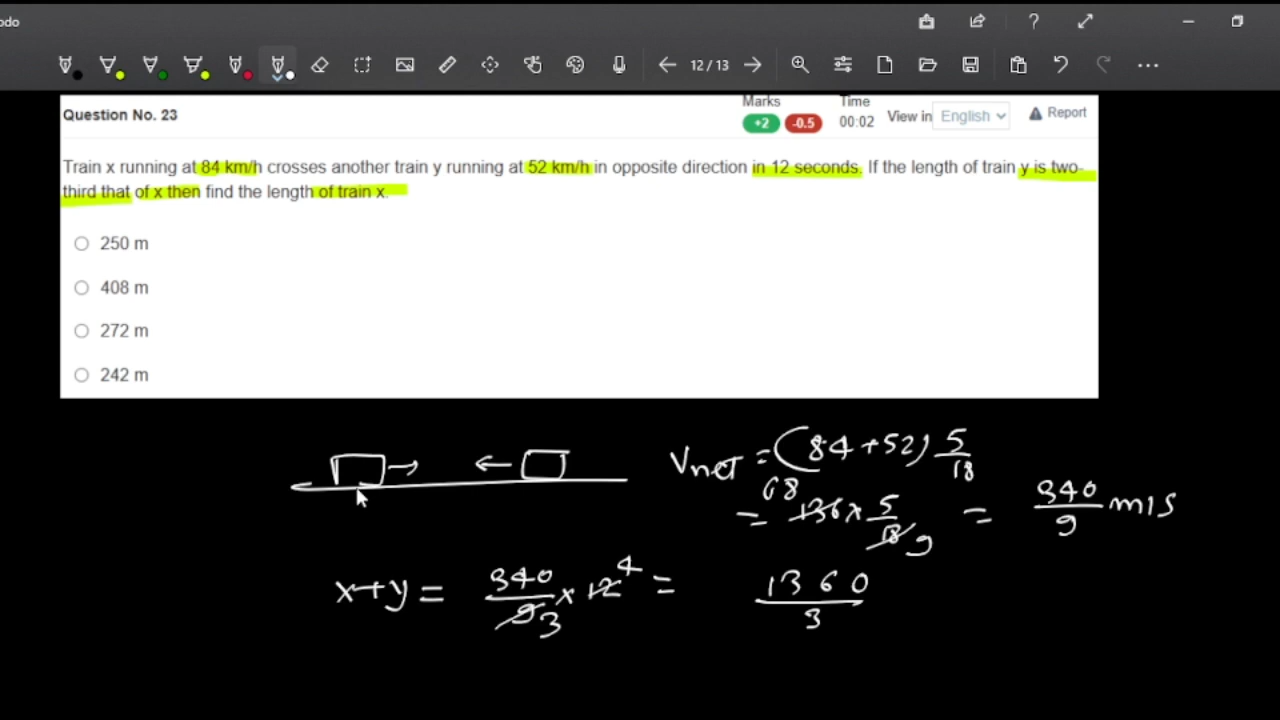 odo
12 / 13
Question No. 23
Marks
+2 -0.5
Time
00:02
View in English
Report
Train x running at 84 km/h crosses another train y running at 52 km/h in opposite direction in 12 seconds. If the length of train y is two-
third that of x then find the length of train x.
250 m
408 m
272 m
242 m
Vnet = (84+52) 5/18
= 136 68 x 5/18 9 = 340/9 m/s
x+y = 340/9 3 x 12 4 = 1360/3